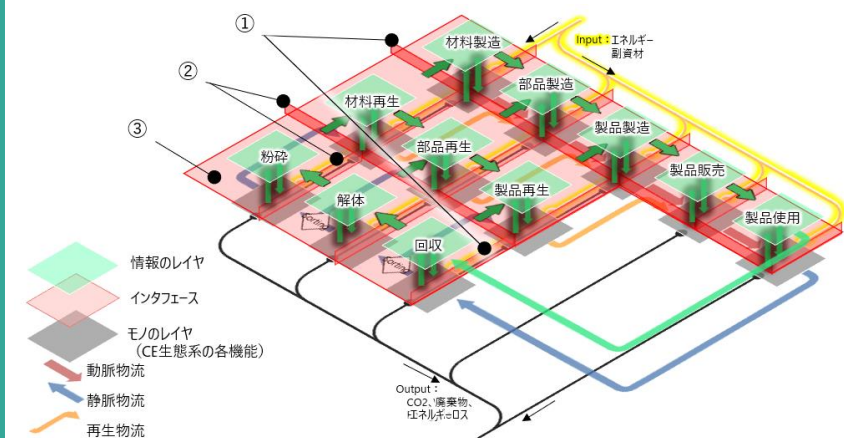 ①
②
③
材料製造
Input：エネルギー
副資材
部品製造
材料再生
製品製造
部品再生
粉砕
製品販売
製品再生
解体
製品使用
回収
Sorting
Sorting
情報のレイヤ
インタフェース
モノのレイヤ
（CE生態系の各機能）
動脈物流
静脈物流
再生物流
Output：
CO2、廃棄物、
エネルギーロス